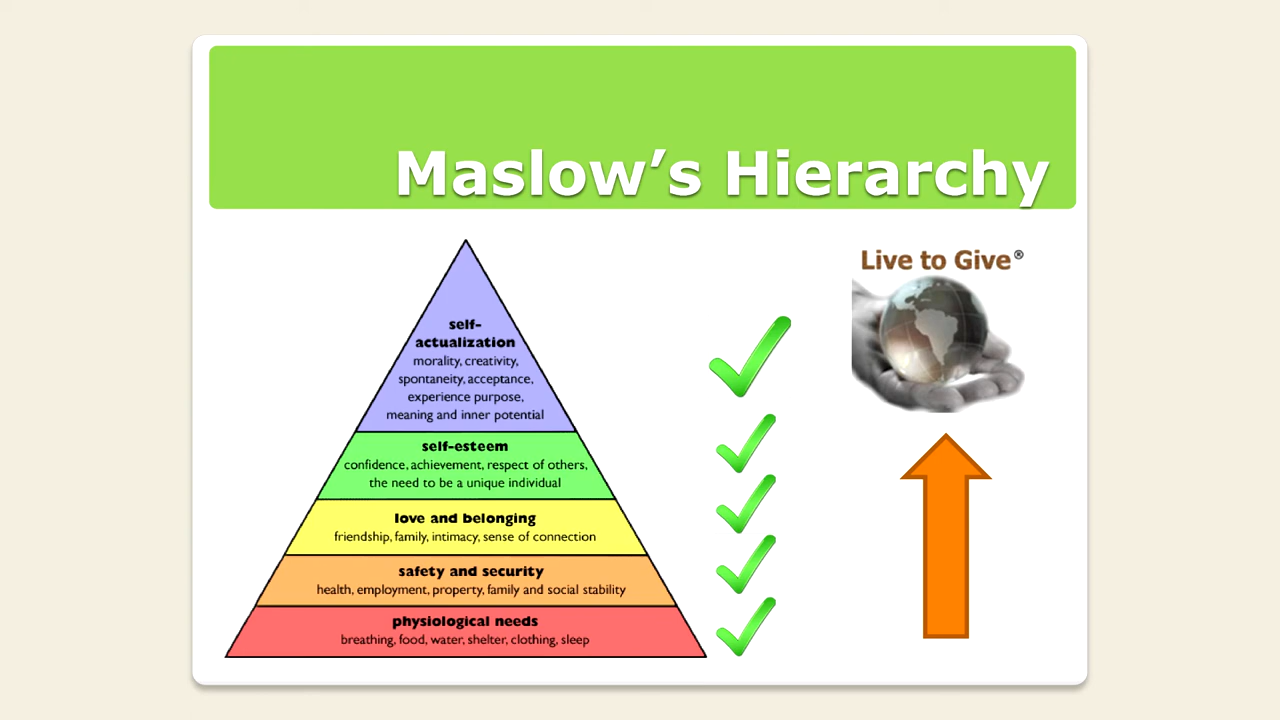 Maslow’s Hierarchy
Live to Give®
self-
actualization
morality, creativity,
spontaneity, acceptance,
experience purpose,
meaning and inner potential
self-esteem
confidence, achievement, respect of others,
the need to be a unique individual
love and belonging
friendship, family, intimacy, sense of connection
safety and security
health, employment, property, family and social stability
physiological needs
breathing, food, water, shelter, clothing, sleep